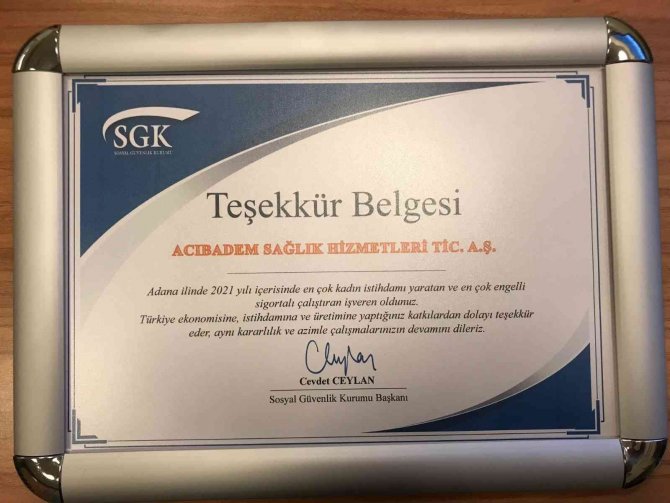 SGK
SOSYAL GÜVENLİK KURUMU
Teşekkür Belgesi
ACIBADEM SAĞLIK HİZMETLERİ TİC. A.Ş.
Adana ilinde 2021 yılı içerisinde en çok kadın istihdamı yaratan ve en çok engelli
sigortalı çalıştıran işveren oldunuz.
Türkiye ekonomisine, istihdamına ve üretimine yaptığınız katkılardan dolayı teşekkür
eder, aynı kararlılık ve azimle çalışmalarınızın devamını dileriz.
Cevdet CEYLAN
Sosyal Güvenlik Kurumu Başkanı